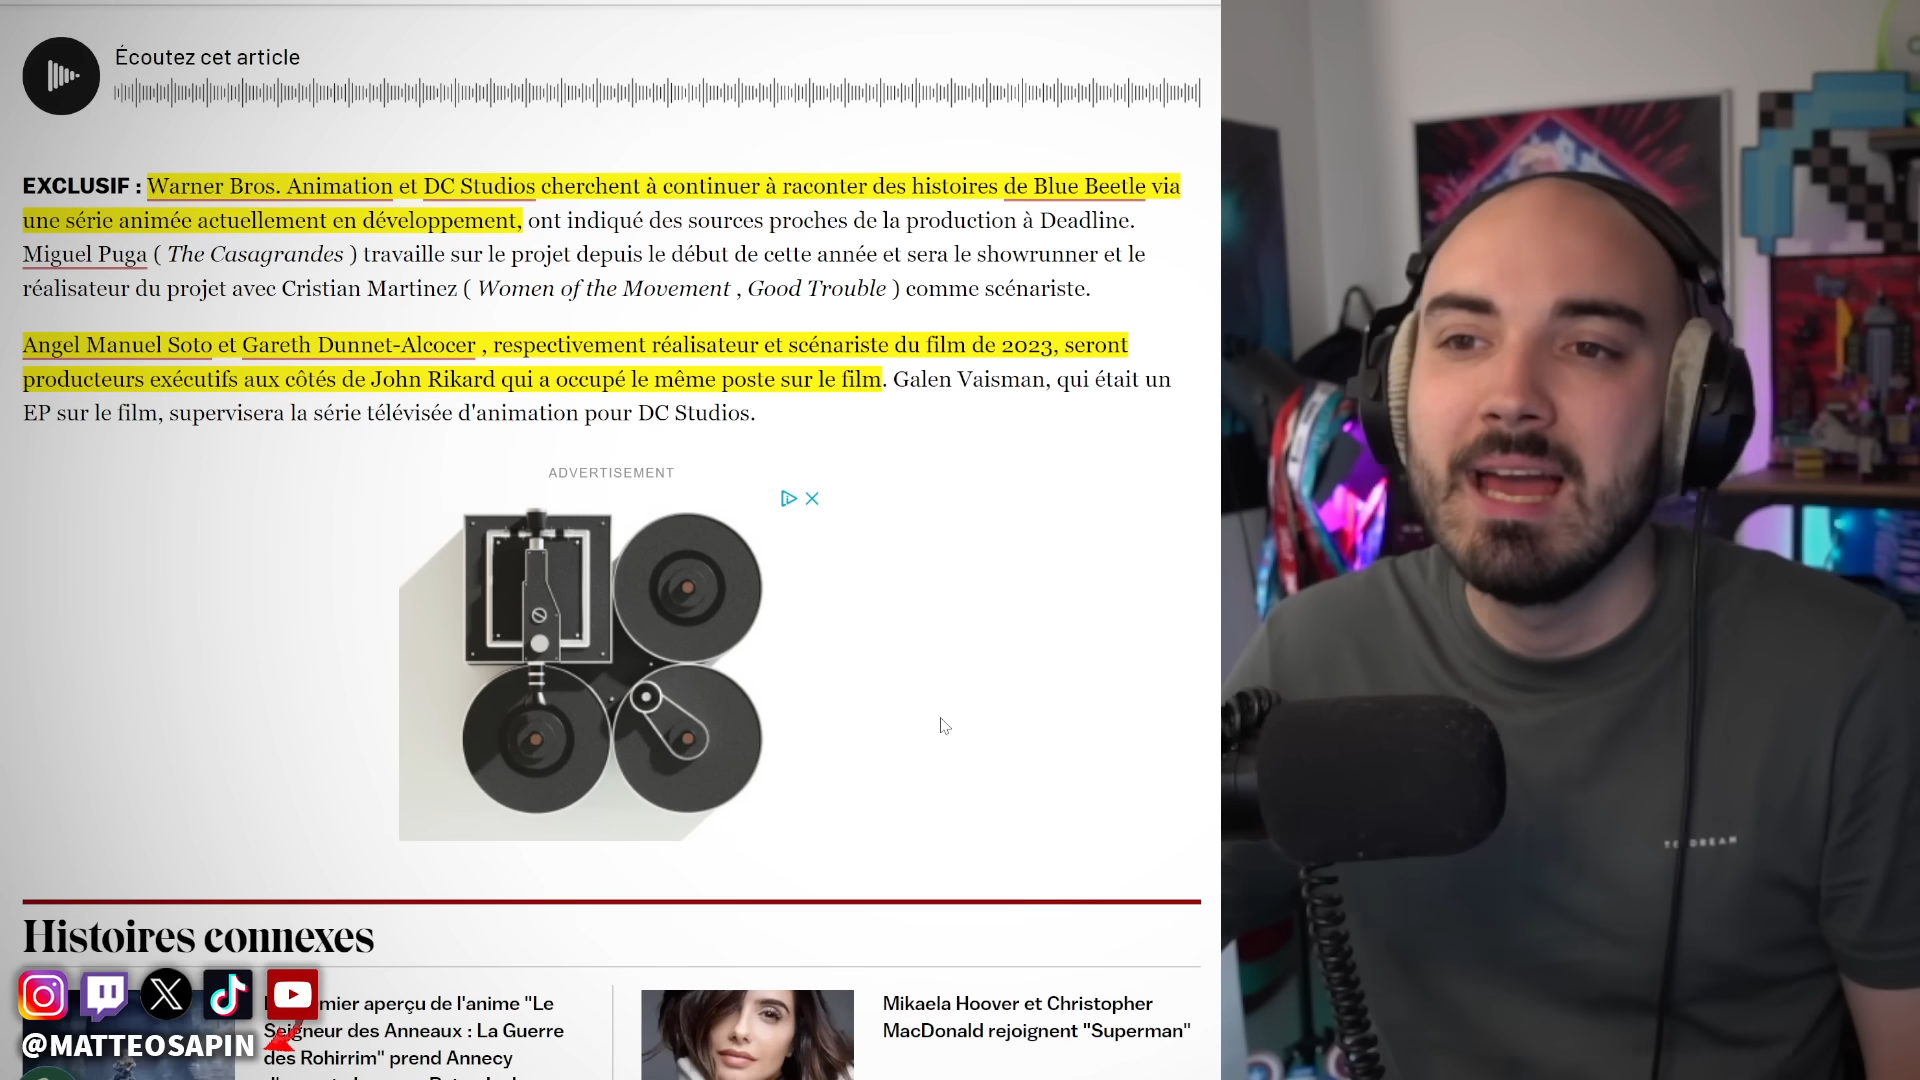 Écoutez cet article
EXCLUSIF : Warner Bros. Animation et DC Studios cherchent à continuer à raconter des histoires de Blue Beetle via
une série animée actuellement en développement, ont indiqué des sources proches de la production à Deadline.
Miguel Puga ( The Casagrandes ) travaille sur le projet depuis le début de cette année et sera le showrunner et le
réalisateur du projet avec Cristian Martinez ( Women of the Movement , Good Trouble ) comme scénariste.
Angel Manuel Soto et Gareth Dunnet-Alcocer , respectivement réalisateur et scénariste du film de 2023, seront
producteurs exécutifs aux côtés de John Rikard qui a occupé le même poste sur le film. Galen Vaisman, qui était un
EP sur le film, supervisera la série télévisée d'animation pour DC Studios.
ADVERTISEMENT
Histoires connexes
mier aperçu de l'anime "Le
Seigneur des Anneaux : La Guerre
des Rohirrim" prend Annecy
Mikaela Hoover et Christopher
MacDonald rejoignent "Superman"
@MATTEOSAPIN
TO DREAM